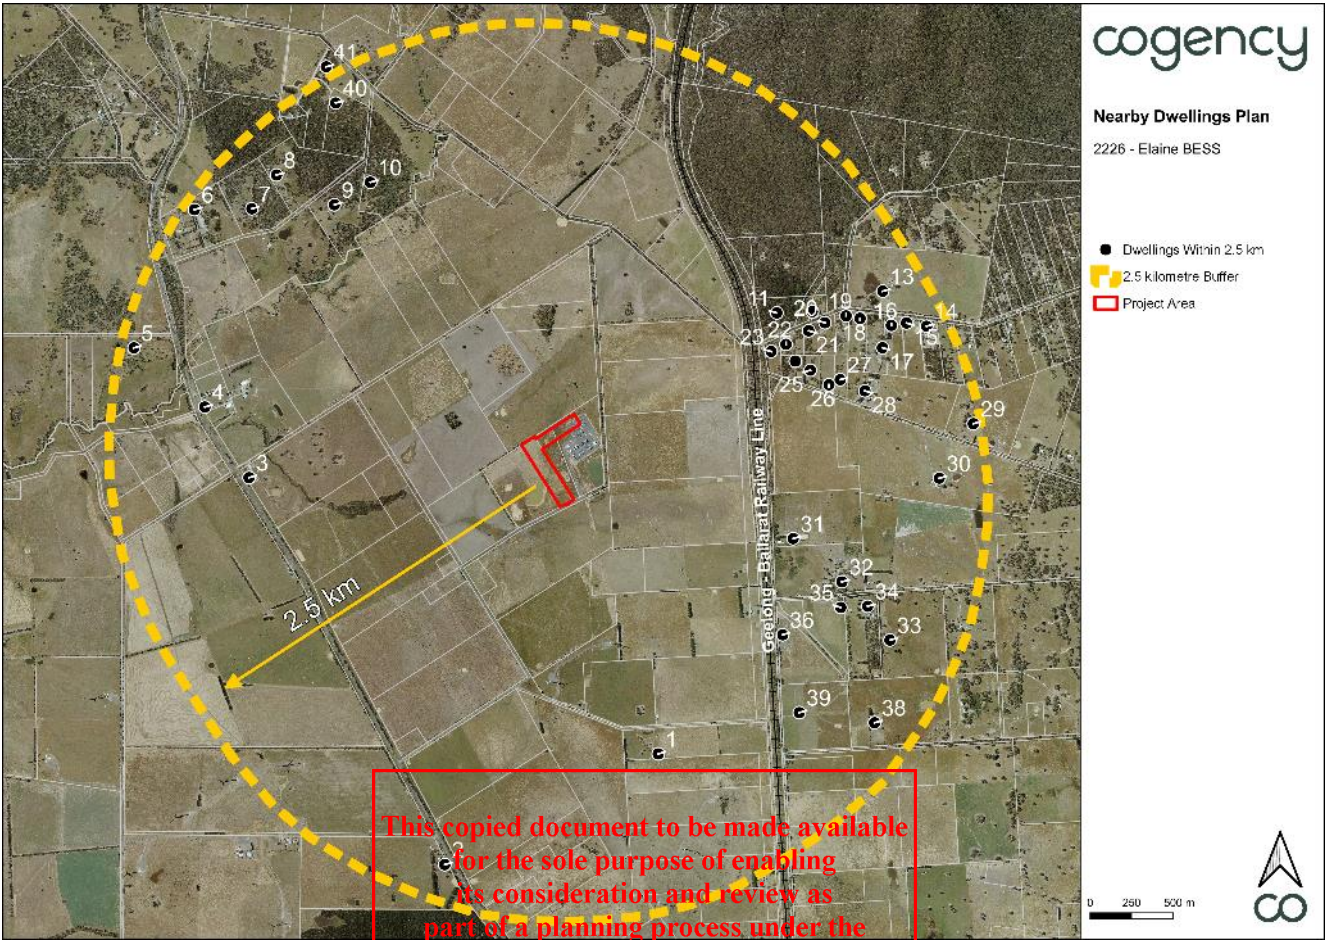 cogency
Nearby Dwellings Plan
2226 - Elaine BESS
Dwellings Within 2.5 km
2.5 kilometre Buffer
Project Area
41
40
8
10
6
7
9
5
4
3
13
11
20
19
16
14
23
22
18
15
21
17
25
27
26
28
29
30
31
32
35
34
36
33
39
38
1
2
2.5 km
Geelong - Ballarat Railway Line
This copied document to be made available
for the sole purpose of enabling
its consideration and review as
part of a planning process under the
0 250 500 m
CO